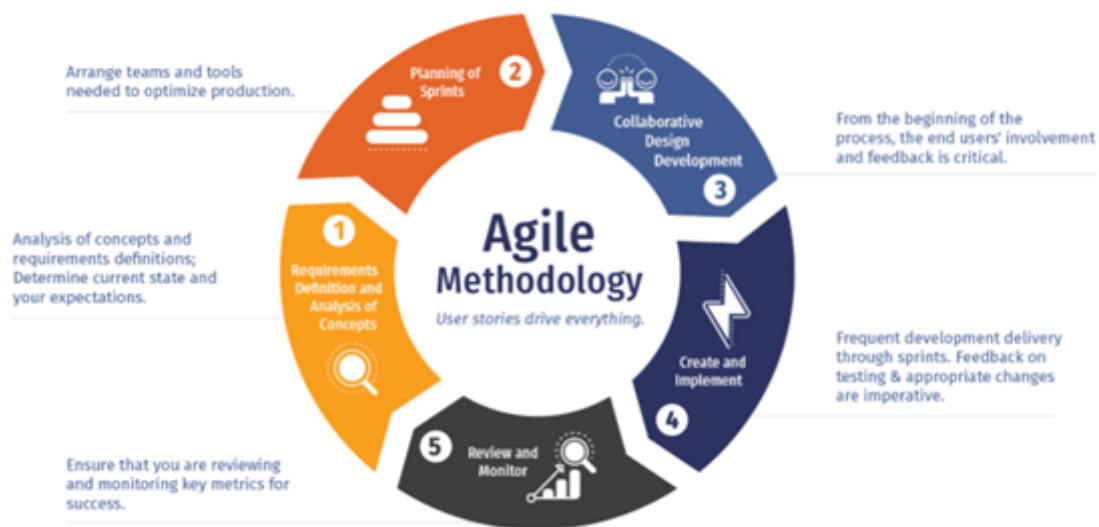 Agile
Methodology
User stories drive everything.
1
Requirements
Definition and
Analysis of
Concepts
Analysis of concepts and
requirements definitions;
Determine current state and
your expectations.
2
Planning of
Sprints
Arrange teams and tools
needed to optimize production.
Collaborative
Design
Development
3
From the beginning of the
process, the end users' involvement
and feedback is critical.
Create and
Implement
4
Frequent development delivery
through sprints. Feedback on
testing & appropriate changes
are imperative.
5
Review and
Monitor
Ensure that you are reviewing
and monitoring key metrics for
success.